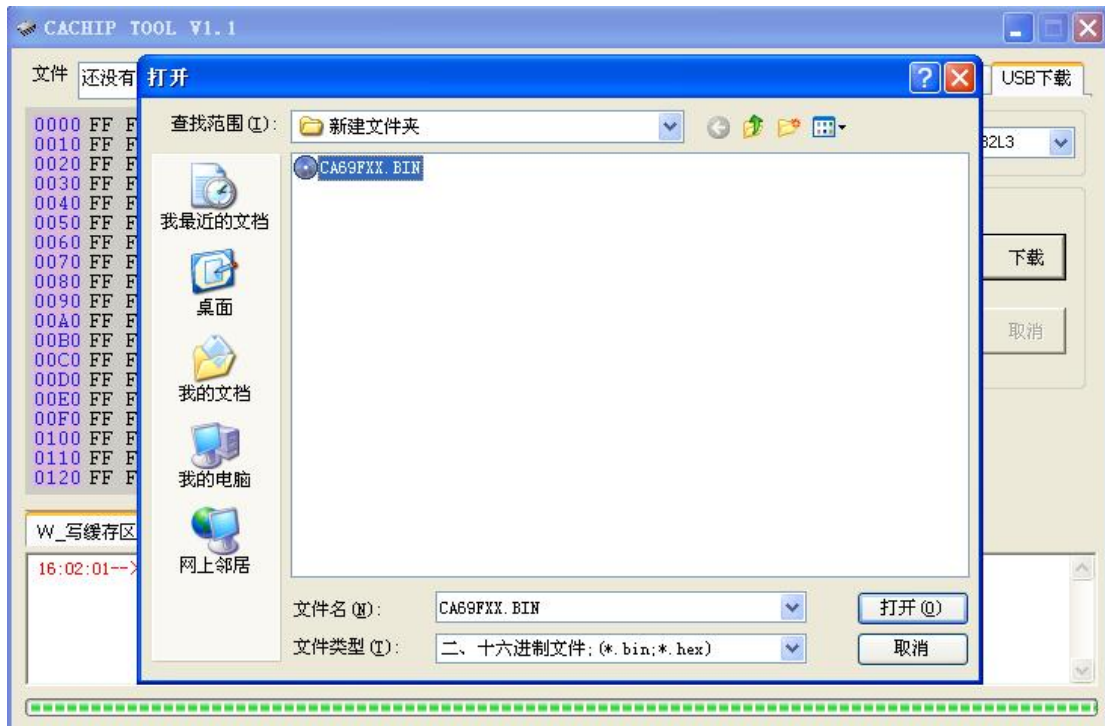 CACHIP TOOL V1.1
文件 还没有
USB下载
打开
查找范围(I): 新建文件夹
CA69FXX.BIN
我最近的文档
桌面
我的文档
我的电脑
网上邻居
文件名(N): CA69FXX.BIN
打开(O)
文件类型(T): 二、十六进制文件;(*.bin;*.hex)
取消
0000 FF F
0010 FF F
0020 FF F
0030 FF F
0040 FF F
0050 FF F
0060 FF F
0070 FF F
0080 FF F
0090 FF F
00A0 FF F
00B0 FF F
00C0 FF F
00D0 FF F
00E0 FF F
00F0 FF F
0100 FF F
0110 FF F
0120 FF F
32L3
下载
取消
W_写缓存区
16:02:01-->